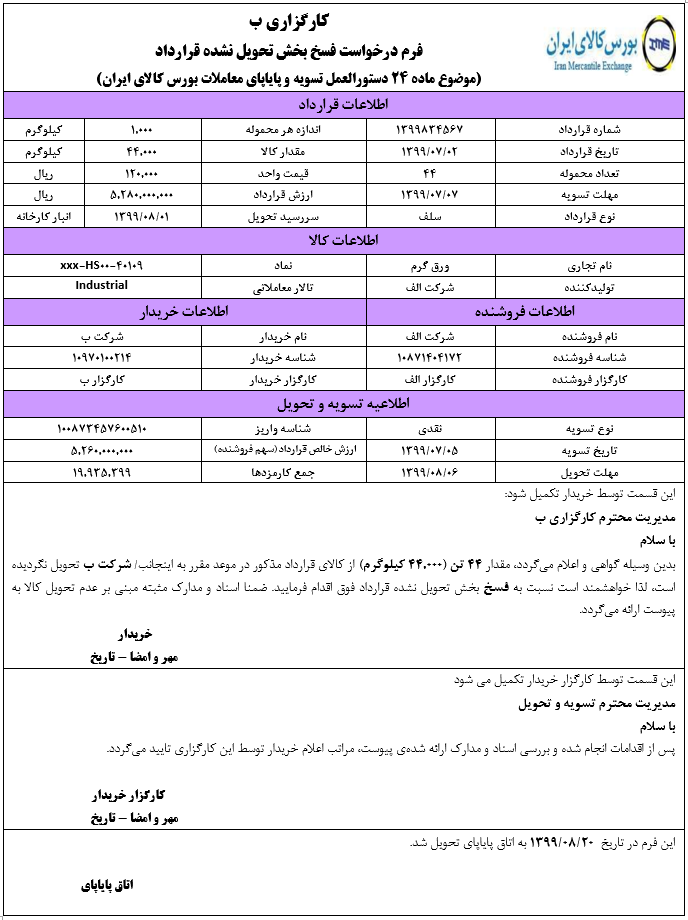 کارگزاری ب
فرم درخواست فسخ بخش تحویل نشده قرارداد
(موضوع ماده ۲۴ دستورالعمل تسویه و پایاپای معاملات بورس کالای ایران)
بورس کالای ایران
Iran Mercantile Exchange
IME
اطلاعات قرارداد
شماره قرارداد ۱۳۹۹۸۳۴۵۶۷ اندازه هر محموله ۱,۰۰۰ کیلوگرم
تاریخ قرارداد ۱۳۹۹/۰۷/۰۲ مقدار کالا ۴۴,۰۰۰ کیلوگرم
تعداد محموله ۴۴ قیمت واحد ۱۲۰,۰۰۰ ریال
مهلت تسویه ۱۳۹۹/۰۷/۰۷ ارزش قرارداد ۵,۲۸۰,۰۰۰,۰۰۰ ریال
نوع قرارداد سلف سررسید تحویل ۱۳۹۹/۰۸/۰۱ انبار کارخانه
اطلاعات کالا
نام تجاری ورق گرم نماد xxx-HS۰۰-۴۰۱۰۹
تولیدکننده شرکت الف تالار معاملاتی Industrial
اطلاعات فروشنده اطلاعات خریدار
نام فروشنده شرکت الف نام خریدار شرکت ب
شناسه فروشنده ۱۰۸۷۱۴۰۴۱۷۲ شناسه خریدار ۱۰۹۷۰۱۰۰۲۱۴
کارگزار فروشنده کارگزار الف کارگزار خریدار کارگزار ب
اطلاعیه تسویه و تحویل
نوع تسویه نقدی شناسه واریز ۱۰۰۸۷۳۴۵۷۶۰۰۵۱۰
تاریخ تسویه ۱۳۹۹/۰۷/۰۵ ارزش خالص قرارداد (سهم فروشنده) ۵,۲۶۰,۰۰۰,۰۰۰
مهلت تحویل ۱۳۹۹/۰۸/۰۶ جمع کارمزدها ۱۹,۹۳۵,۳۹۹
این قسمت توسط خریدار تکمیل شود:
مدیریت محترم کارگزاری ب
با سلام
بدین وسیله گواهی و اعلام می‌گردد، مقدار ۴۴ تن (۴۴,۰۰۰ کیلوگرم) از کالای قرارداد مذکور در موعد مقرر به اینجانب/ شرکت ب تحویل نگردیده
است، لذا خواهشمند است نسبت به فسخ بخش تحویل نشده قرارداد فوق اقدام فرمایید. ضمنا اسناد و مدارک مثبته مبنی بر عدم تحویل کالا به
پیوست ارائه می‌گردد.
خریدار
مهر و امضا – تاریخ
این قسمت توسط کارگزار خریدار تکمیل می شود
مدیریت محترم تسویه و تحویل
با سلام
پس از اقدامات انجام شده و بررسی اسناد و مدارک ارائه شده‌ی پیوست، مراتب اعلام خریدار توسط این کارگزاری تایید می‌گردد.
کارگزار خریدار
مهر و امضا – تاریخ
این فرم در تاریخ ۱۳۹۹/۰۸/۲۰ به اتاق پایاپای تحویل شد.
اتاق پایاپای